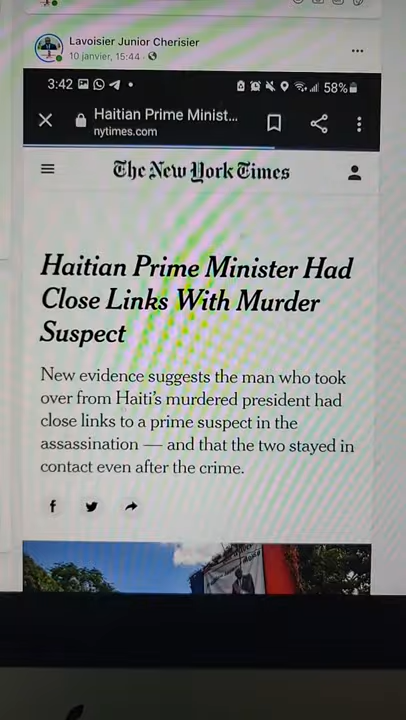 Lavoisier Junior Cherisier
10 janvier, 15:44 ·
3:42
58%
Haitian Prime Minist...
nytimes.com
The New York Times
Haitian Prime Minister Had
Close Links With Murder
Suspect
New evidence suggests the man who took
over from Haiti's murdered president had
close links to a prime suspect in the
assassination — and that the two stayed in
contact even after the crime.